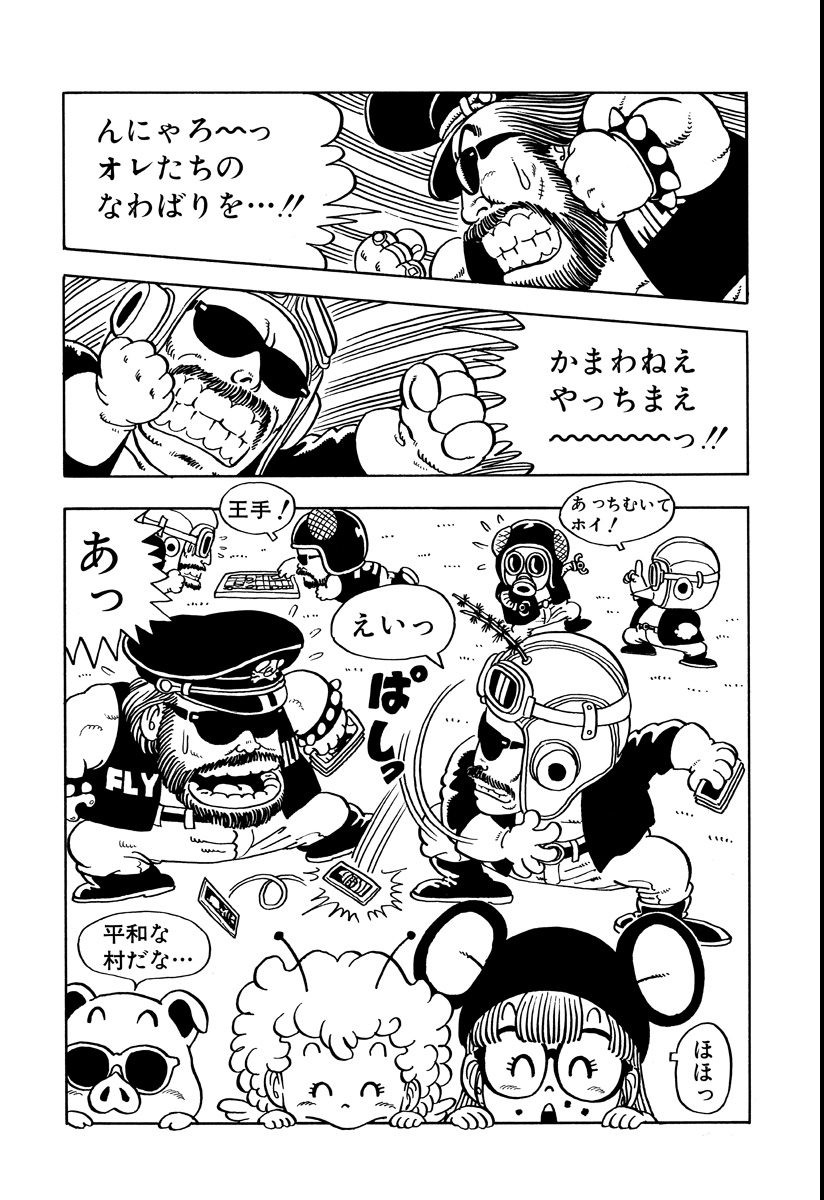 んにゃろ〜〜っ
オレたちの
なわばりを…!!
かまわねえ
やっちまえ
〜〜〜〜〜〜〜っ!!
王手!
あっちむいて
ホイ!
あっ
えいっ
ぱしっ
FLY
平和な
村だな…
ほほっ